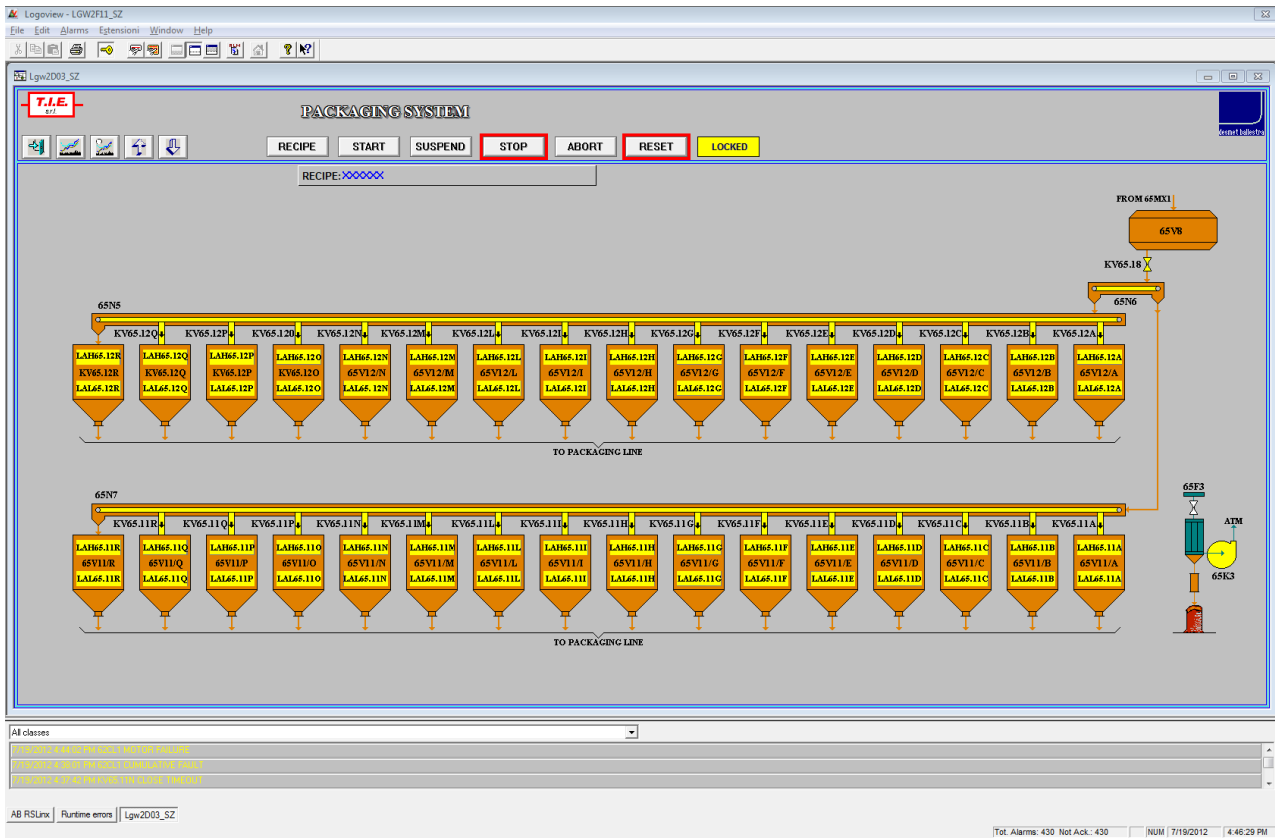 Logoview - LGW2F11_SZ
File Edit Alarms Estensioni Window Help
Lgw2D03_SZ
T.I.E.
s.r.l.
PACKAGING SYSTEM
desmet ballestra
RECIPE START SUSPEND STOP ABORT RESET LOCKED
RECIPE:XXXXXX
FROM 65MX1
65V8
KV65.18
65N6
65N5
KV65.12Q KV65.12P KV65.120 KV65.12N KV65.12M KV65.12L KV65.12I KV65.12H KV65.12G KV65.12F KV65.12E KV65.12D KV65.12C KV65.12B KV65.12A
LAH65.12R LAH65.12Q LAH65.12P LAH65.12O LAH65.12N LAH65.12M LAH65.12L LAH65.12I LAH65.12H LAH65.12G LAH65.12F LAH65.12E LAH65.12D LAH65.12C LAH65.12B LAH65.12A
KV65.12R KV65.12Q KV65.12P KV65.12O 65V12/N 65V12/M 65V12/L 65V12/I 65V12/H 65V12/G 65V12/F 65V12/E 65V12/D 65V12/C 65V12/B 65V12/A
LAL65.12R LAL65.12Q LAL65.12P LAL65.12O LAL65.12N LAL65.12M LAL65.12L LAL65.12I LAL65.12H LAL65.12G LAL65.12F LAL65.12E LAL65.12D LAL65.12C LAL65.12B LAL65.12A
TO PACKAGING LINE
65N7
KV65.11R KV65.11Q KV65.11P KV65.11N KV65.11M KV65.11L KV65.11I KV65.11H KV65.11G KV65.11F KV65.11E KV65.11D KV65.11C KV65.11B KV65.11A
LAH65.11R LAH65.11Q LAH65.11P LAH65.11O LAH65.11N LAH65.11M LAH65.11L LAH65.11I LAH65.11H LAH65.11G LAH65.11F LAH65.11E LAH65.11D LAH65.11C LAH65.11B LAH65.11A
65V11/R 65V11/Q 65V11/P 65V11/O 65V11/N 65V11/M 65V11/L 65V11/I 65V11/H 65V11/G 65V11/F 65V11/E 65V11/D 65V11/C 65V11/B 65V11/A
LAL65.11R LAL65.11Q LAL65.11P LAL65.11O LAL65.11N LAL65.11M LAL65.11L LAL65.11I LAL65.11H LAL65.11G LAL65.11F LAL65.11E LAL65.11D LAL65.11C LAL65.11B LAL65.11A
TO PACKAGING LINE
65F3
ATM
65K3
All classes
7/19/2012 4:44:02 PM 62CL1 MOTOR FAILURE
7/19/2012 4:38:01 PM 62CL1 CUMULATIVE FAULT
7/19/2012 4:37:42 PM KV65.11N CLOSE TIMEOUT
AB RSLinx Runtime errors Lgw2D03_SZ
Tot. Alarms: 430 Not Ack.: 430 NUM 7/19/2012 4:46:29 PM